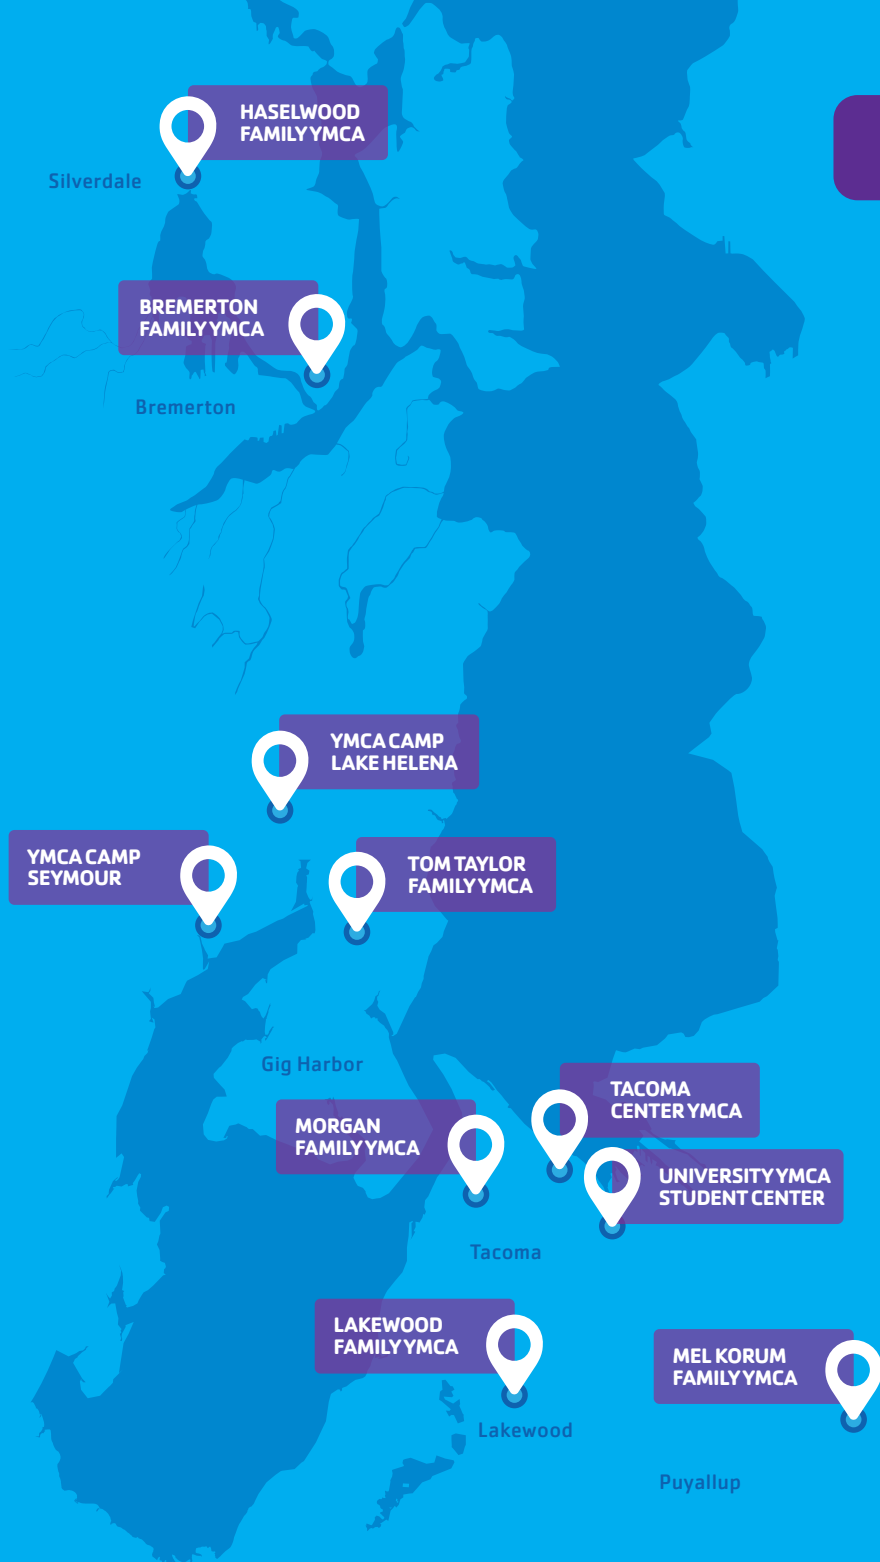 HASELWOOD
FAMILY YMCA
Silverdale
BREMERTON
FAMILY YMCA
Bremerton
YMCA CAMP
LAKE HELENA
YMCA CAMP
SEYMOUR
TOM TAYLOR
FAMILY YMCA
Gig Harbor
TACOMA
CENTER YMCA
MORGAN
FAMILY YMCA
UNIVERSITY YMCA
STUDENT CENTER
Tacoma
LAKEWOOD
FAMILY YMCA
MEL KORUM
FAMILY YMCA
Lakewood
Puyallup